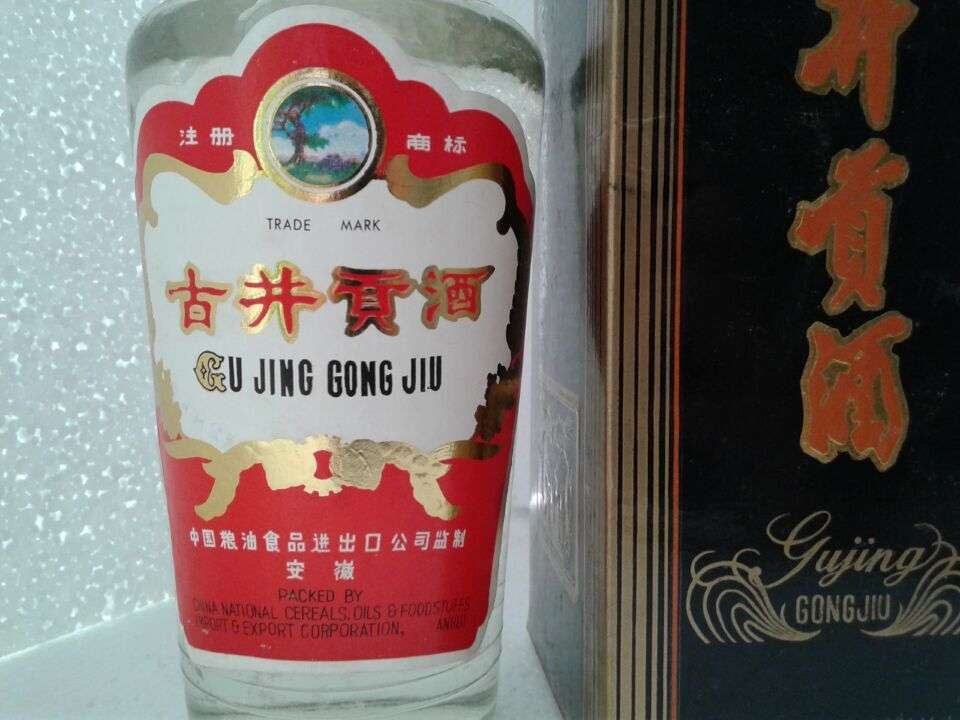 注册 商标
TRADE MARK
古井贡酒
GU JING GONG JIU
中国粮油食品进出口公司监制
安徽
PACKED BY
CHINA NATIONAL CEREALS, OILS & FOODSTUFFS
IMPORT & EXPORT CORPORATION, ANHUI
井貢酒
Gujing
GONGJIU